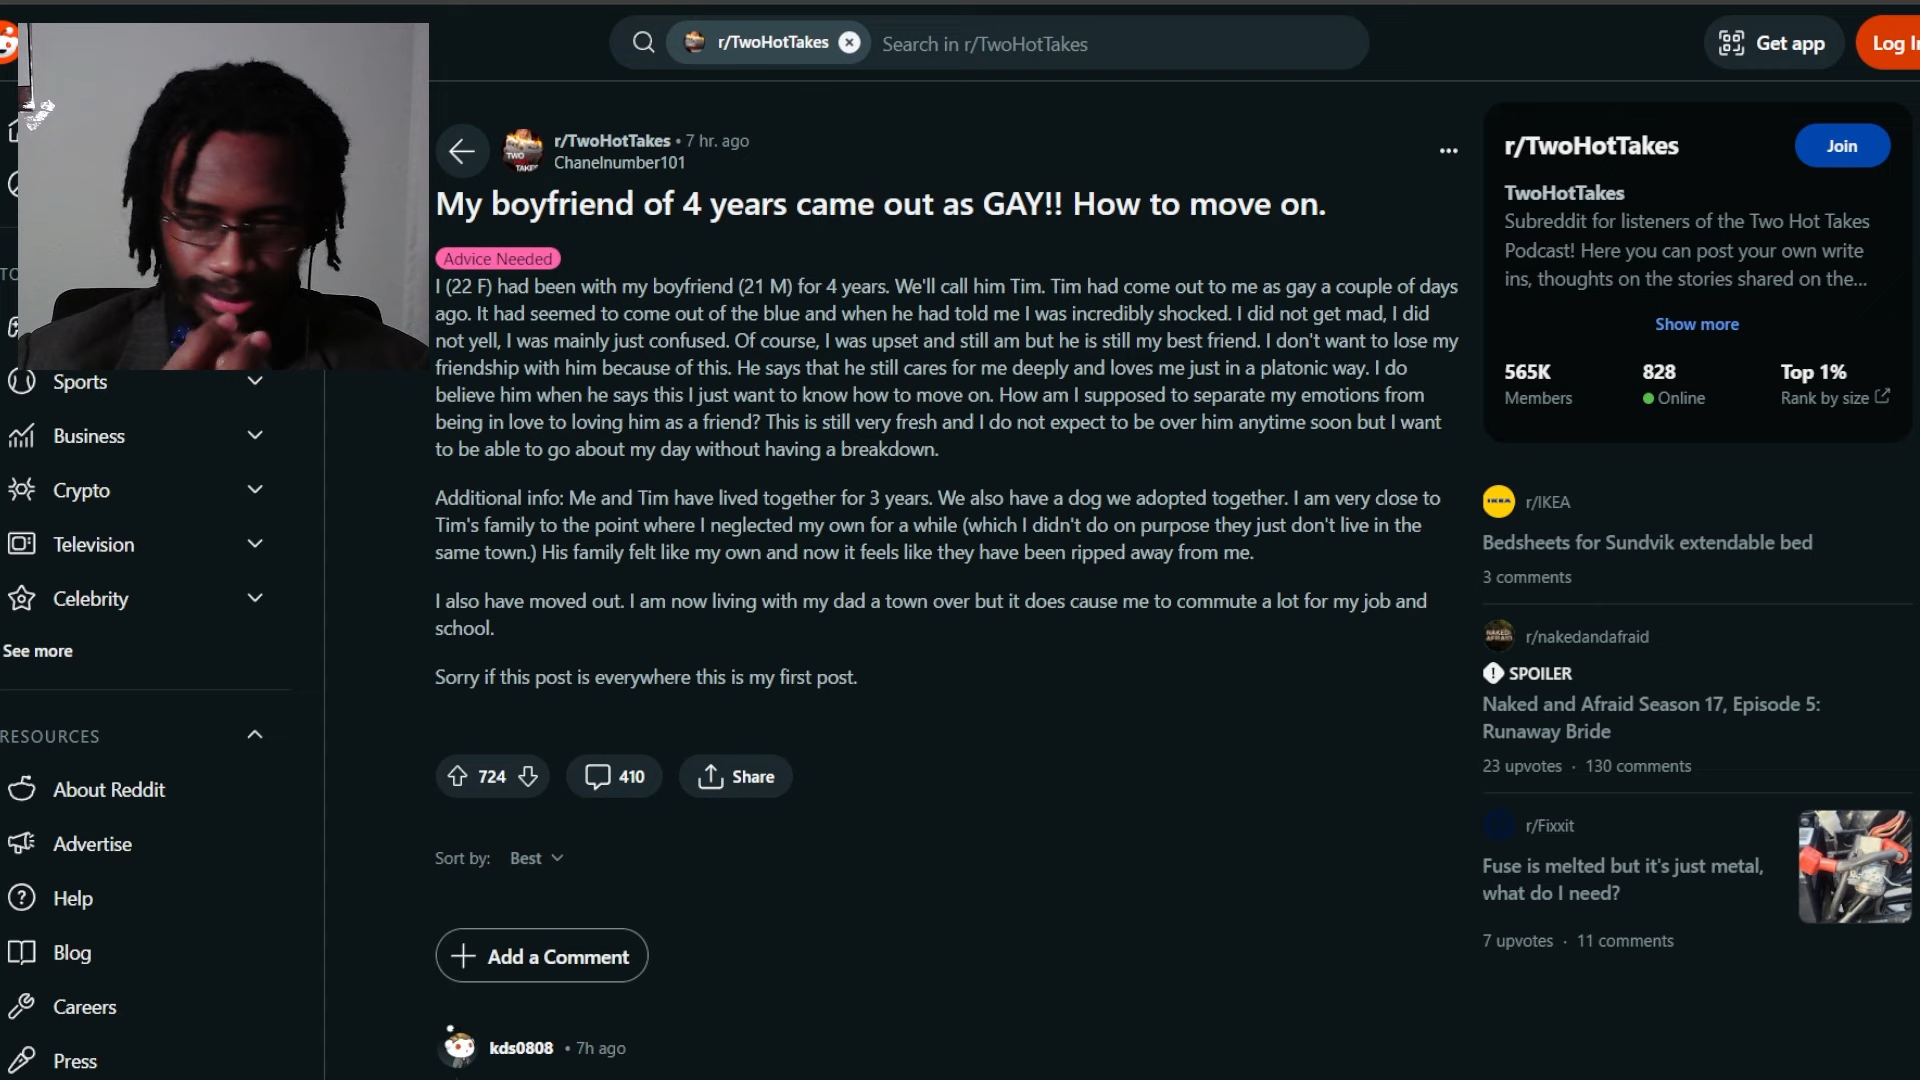 r/TwoHotTakes
Search in r/TwoHotTakes
Get app
Log I
r/TwoHotTakes • 7 hr. ago
Chanelnumber101
My boyfriend of 4 years came out as GAY!! How to move on.
Advice Needed
I (22 F) had been with my boyfriend (21 M) for 4 years. We'll call him Tim. Tim had come out to me as gay a couple of days
ago. It had seemed to come out of the blue and when he had told me I was incredibly shocked. I did not get mad, I did
not yell, I was mainly just confused. Of course, I was upset and still am but he is still my best friend. I don't want to lose my
friendship with him because of this. He says that he still cares for me deeply and loves me just in a platonic way. I do
believe him when he says this I just want to know how to move on. How am I supposed to separate my emotions from
being in love to loving him as a friend? This is still very fresh and I do not expect to be over him anytime soon but I want
to be able to go about my day without having a breakdown.
Additional info: Me and Tim have lived together for 3 years. We also have a dog we adopted together. I am very close to
Tim's family to the point where I neglected my own for a while (which I didn't do on purpose they just don't live in the
same town.) His family felt like my own and now it feels like they have been ripped away from me.
I also have moved out. I am now living with my dad a town over but it does cause me to commute a lot for my job and
school.
Sorry if this post is everywhere this is my first post.
724
410
Share
Sort by: Best
Add a Comment
kds0808 • 7h ago
TO
Sports
Business
Crypto
Television
Celebrity
See more
RESOURCES
About Reddit
Advertise
Help
Blog
Careers
Press
r/TwoHotTakes
Join
TwoHotTakes
Subreddit for listeners of the Two Hot Takes
Podcast! Here you can post your own write
ins, thoughts on the stories shared on the...
Show more
565K 828 Top 1%
Members Online Rank by size
IKEA
r/IKEA
Bedsheets for Sundvik extendable bed
3 comments
r/nakedandafraid
SPOILER
Naked and Afraid Season 17, Episode 5:
Runaway Bride
23 upvotes · 130 comments
r/Fixxit
Fuse is melted but it's just metal,
what do I need?
7 upvotes · 11 comments